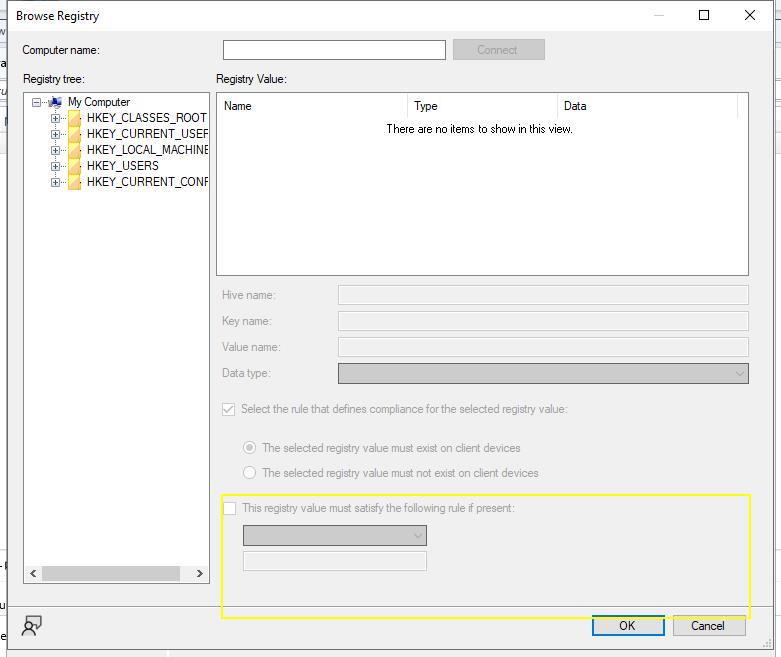 Browse Registry
Computer name:
Connect
Registry tree:
Registry Value:
My Computer
HKEY_CLASSES_ROOT
HKEY_CURRENT_USER
HKEY_LOCAL_MACHINE
HKEY_USERS
HKEY_CURRENT_CONF
Name Type Data
There are no items to show in this view.
Hive name:
Key name:
Value name:
Data type:
Select the rule that defines compliance for the selected registry value:
The selected registry value must exist on client devices
The selected registry value must not exist on client devices
This registry value must satisfy the following rule if present:
OK Cancel